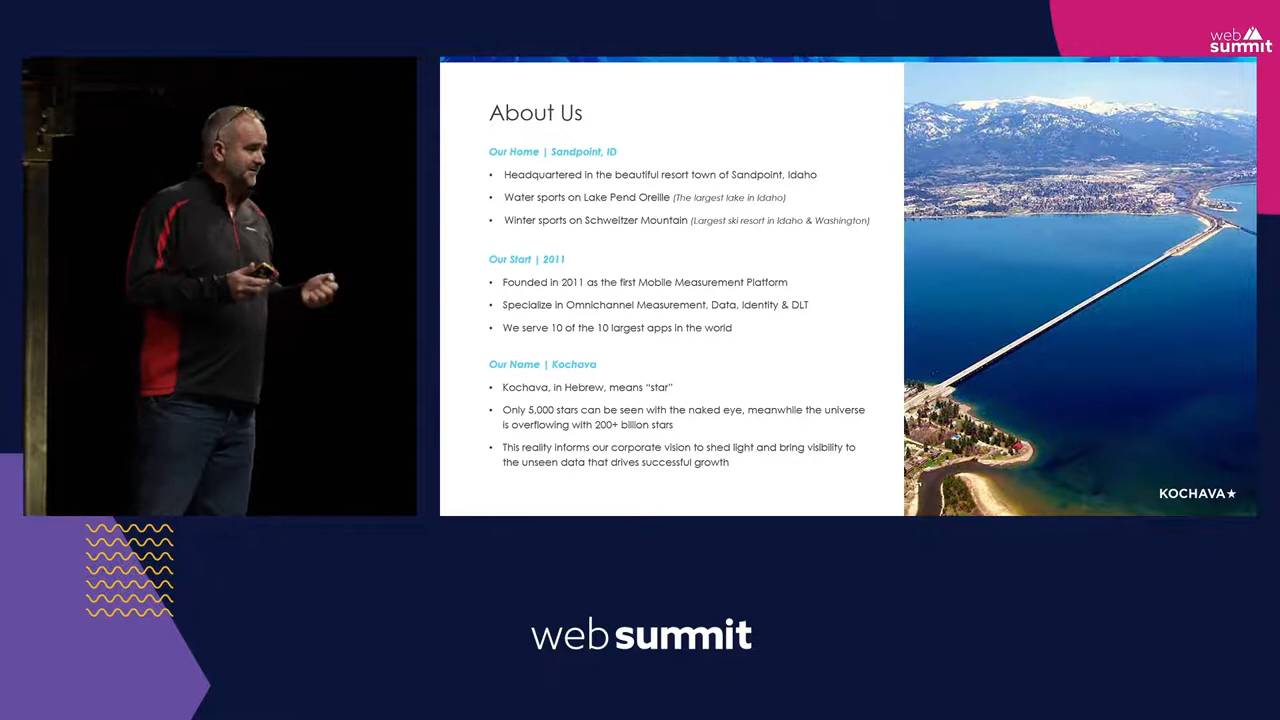 web
summit
About Us
Our Home | Sandpoint, ID
• Headquartered in the beautiful resort town of Sandpoint, Idaho
• Water sports on Lake Pend Oreille (The largest lake in Idaho)
• Winter sports on Schweitzer Mountain (Largest ski resort in Idaho & Washington)
Our Start | 2011
• Founded in 2011 as the first Mobile Measurement Platform
• Specialize in Omnichannel Measurement, Data, Identity & DLT
• We serve 10 of the 10 largest apps in the world
Our Name | Kochava
• Kochava, in Hebrew, means “star”
• Only 5,000 stars can be seen with the naked eye, meanwhile the universe
is overflowing with 200+ billion stars
• This reality informs our corporate vision to shed light and bring visibility to
the unseen data that drives successful growth
KOCHAVA★
web summit